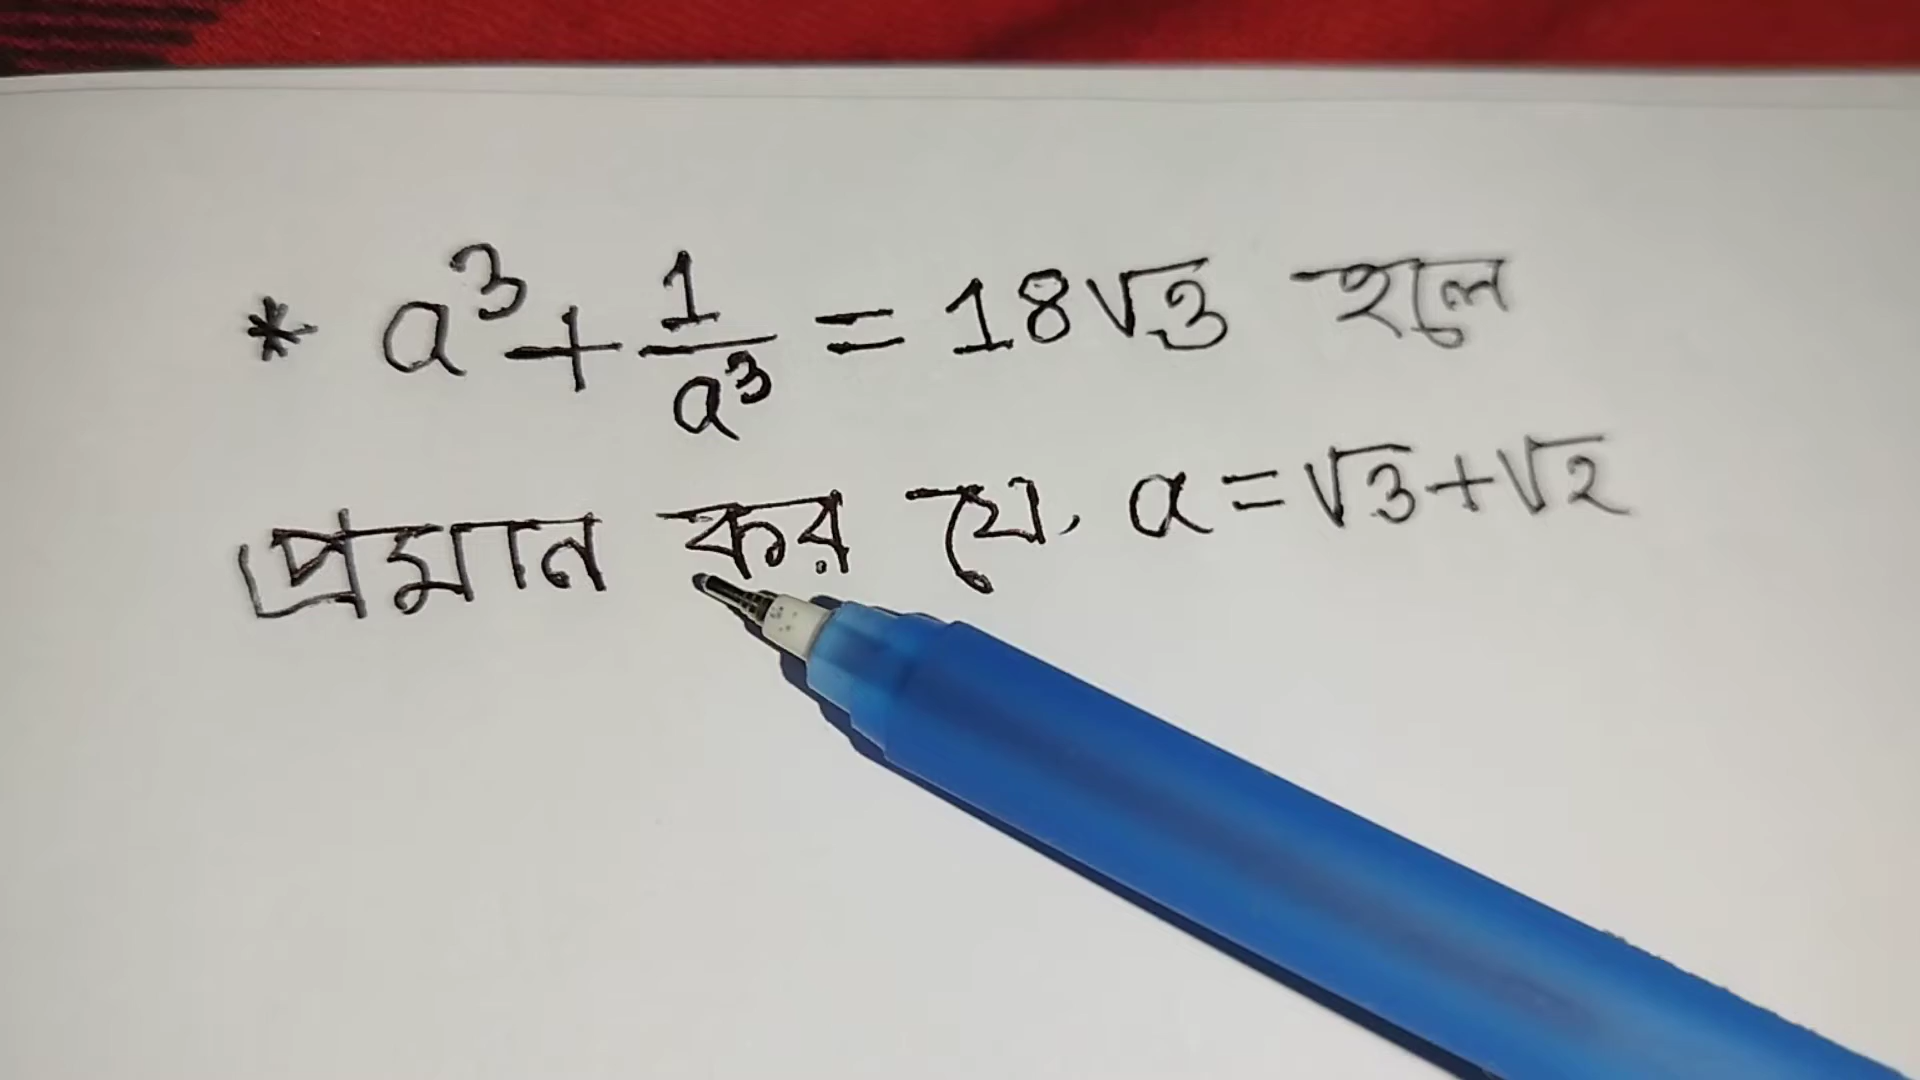 * a³ + 1/a³ = 18√3 হলে
প্রমান কর যে, a = √3 + √2